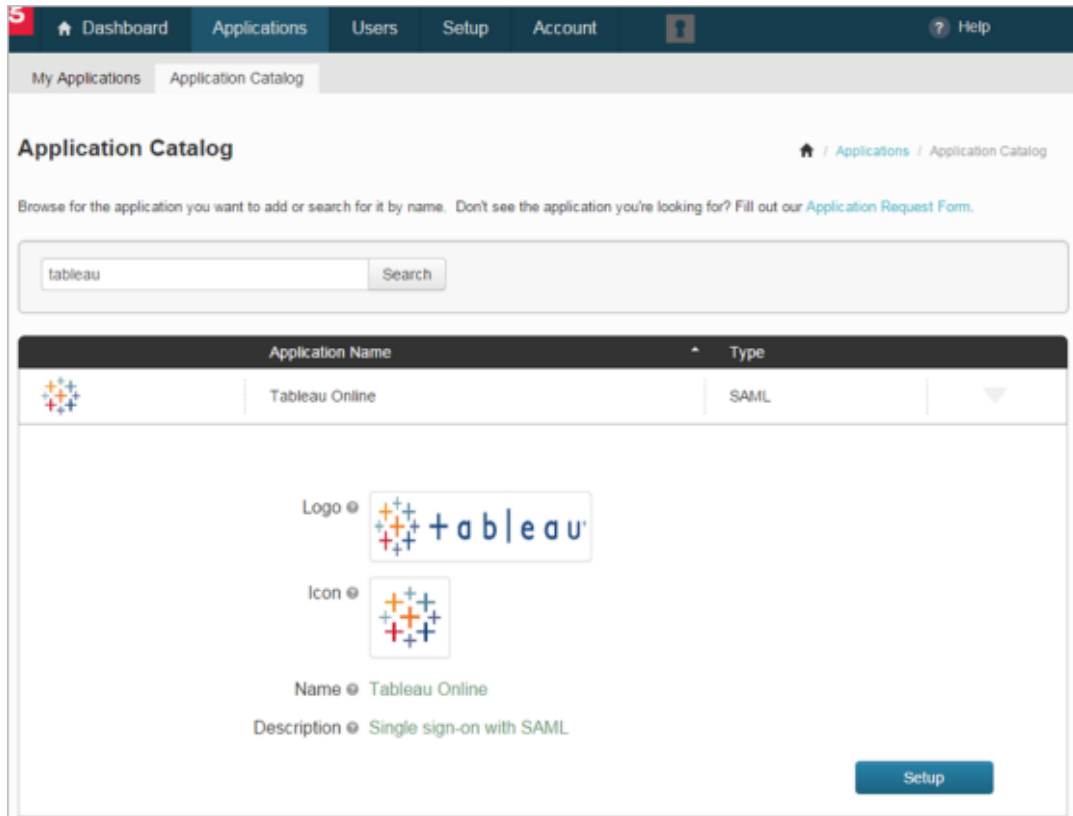 5 Dashboard Applications Users Setup Account ? Help
My Applications Application Catalog
Application Catalog
/ Applications / Application Catalog
Browse for the application you want to add or search for it by name. Don't see the application you're looking for? Fill out our Application Request Form.
tableau Search
Application Name Type
Tableau Online SAML
Logo ?
+ a b l e a u
Icon ?
Name ? Tableau Online
Description ? Single sign-on with SAML
Setup